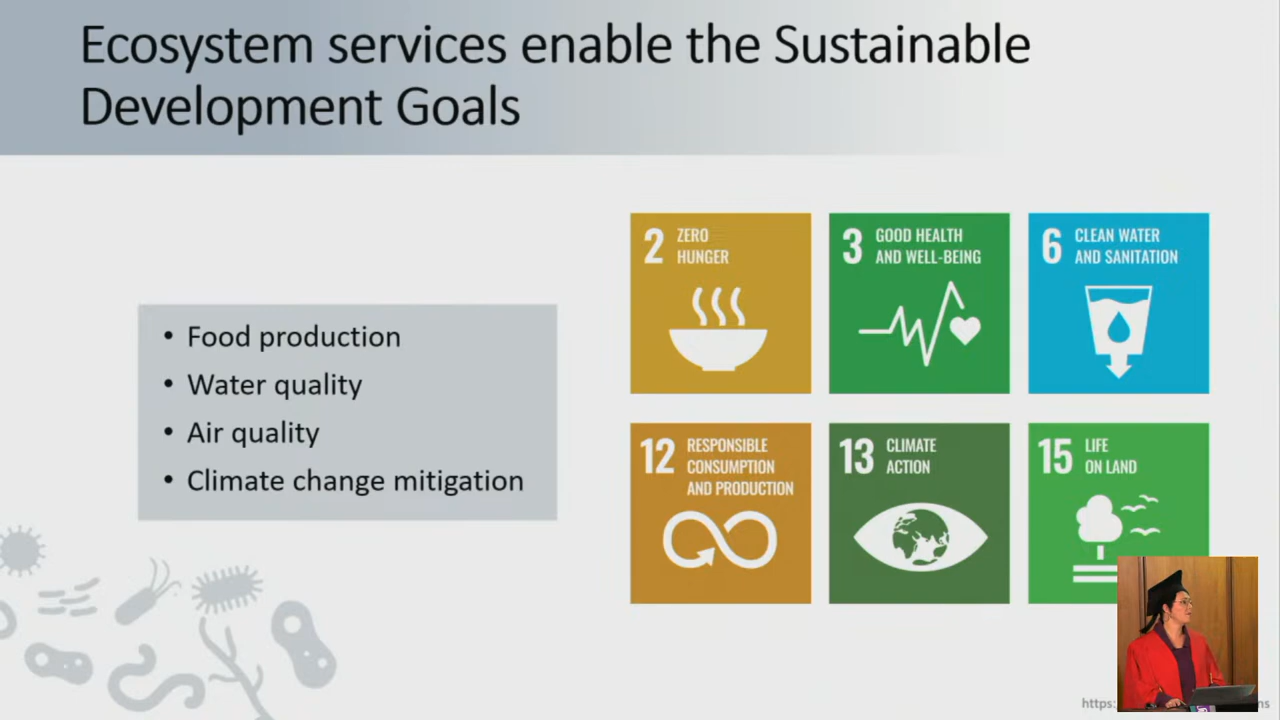 Ecosystem services enable the Sustainable
Development Goals
• Food production
• Water quality
• Air quality
• Climate change mitigation
2 ZERO
HUNGER
3 GOOD HEALTH
AND WELL-BEING
6 CLEAN WATER
AND SANITATION
12 RESPONSIBLE
CONSUMPTION
AND PRODUCTION
13 CLIMATE
ACTION
15 LIFE
ON LAND
https: